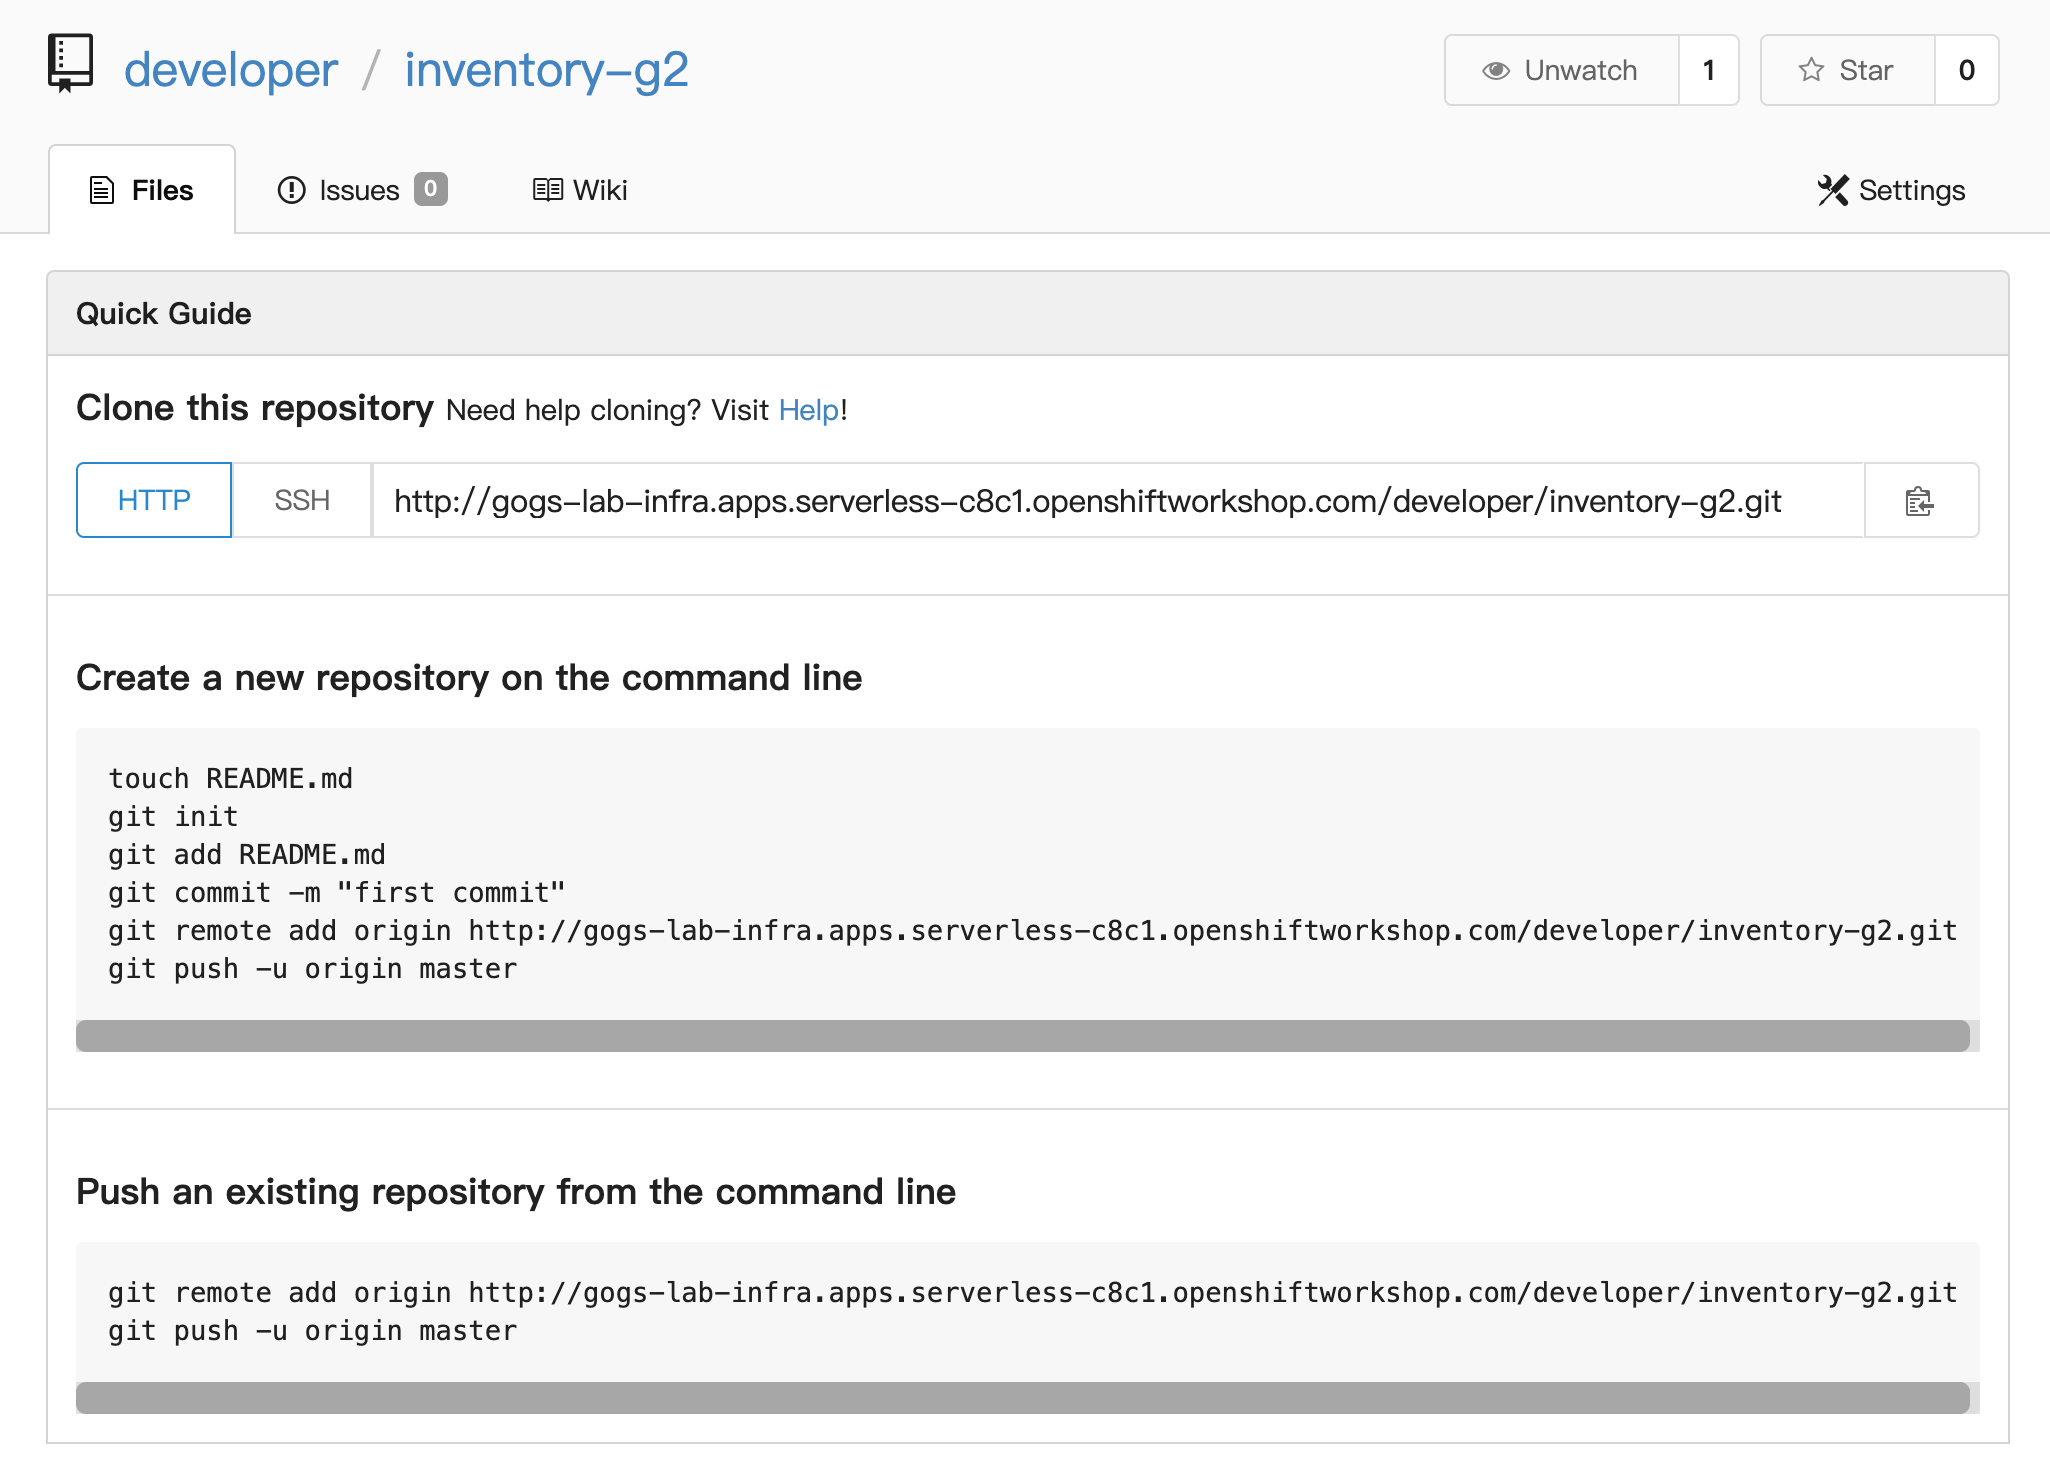 developer / inventory-g2
Unwatch 1
Star 0
Files
Issues 0
Wiki
Settings
Quick Guide
Clone this repository Need help cloning? Visit Help!
HTTP SSH http://gogs-lab-infra.apps.serverless-c8c1.openshiftworkshop.com/developer/inventory-g2.git
Create a new repository on the command line
touch README.md
git init
git add README.md
git commit -m "first commit"
git remote add origin http://gogs-lab-infra.apps.serverless-c8c1.openshiftworkshop.com/developer/inventory-g2.git
git push -u origin master
Push an existing repository from the command line
git remote add origin http://gogs-lab-infra.apps.serverless-c8c1.openshiftworkshop.com/developer/inventory-g2.git
git push -u origin master